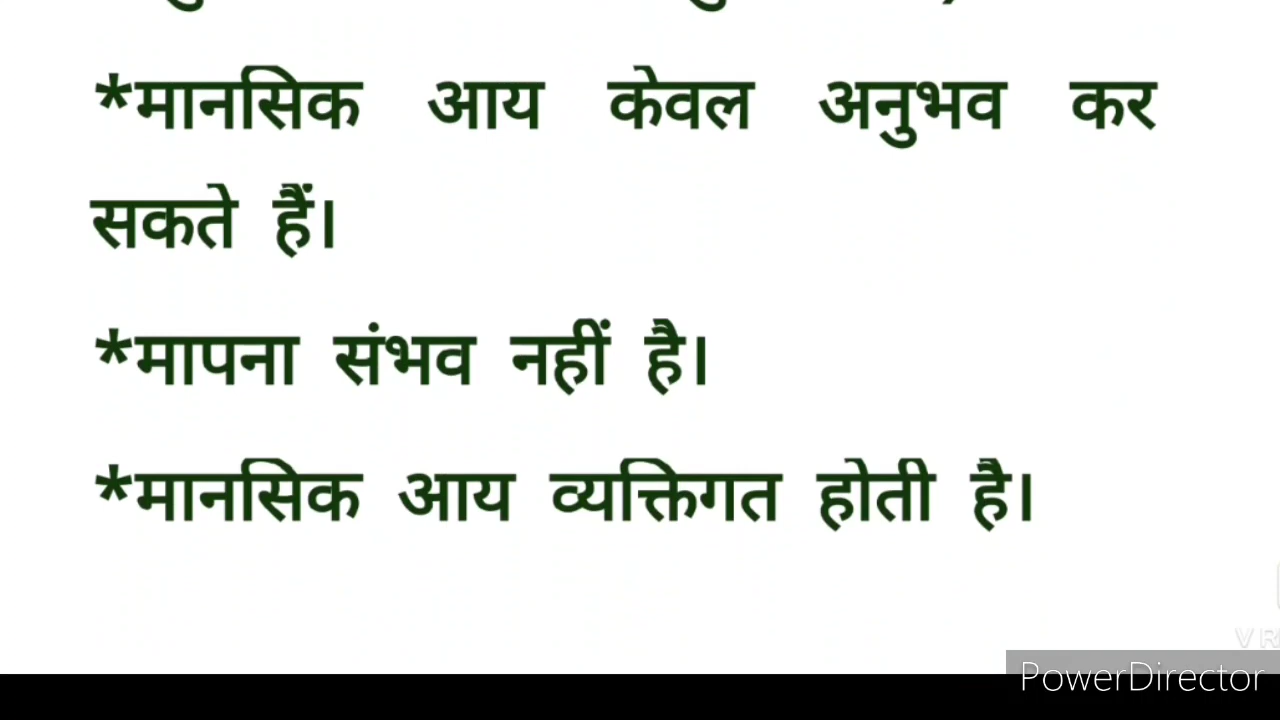 *मानसिक आय केवल अनुभव कर
सकते हैं।
*मापना संभव नहीं है।
*मानसिक आय व्यक्तिगत होती है।
PowerDirector